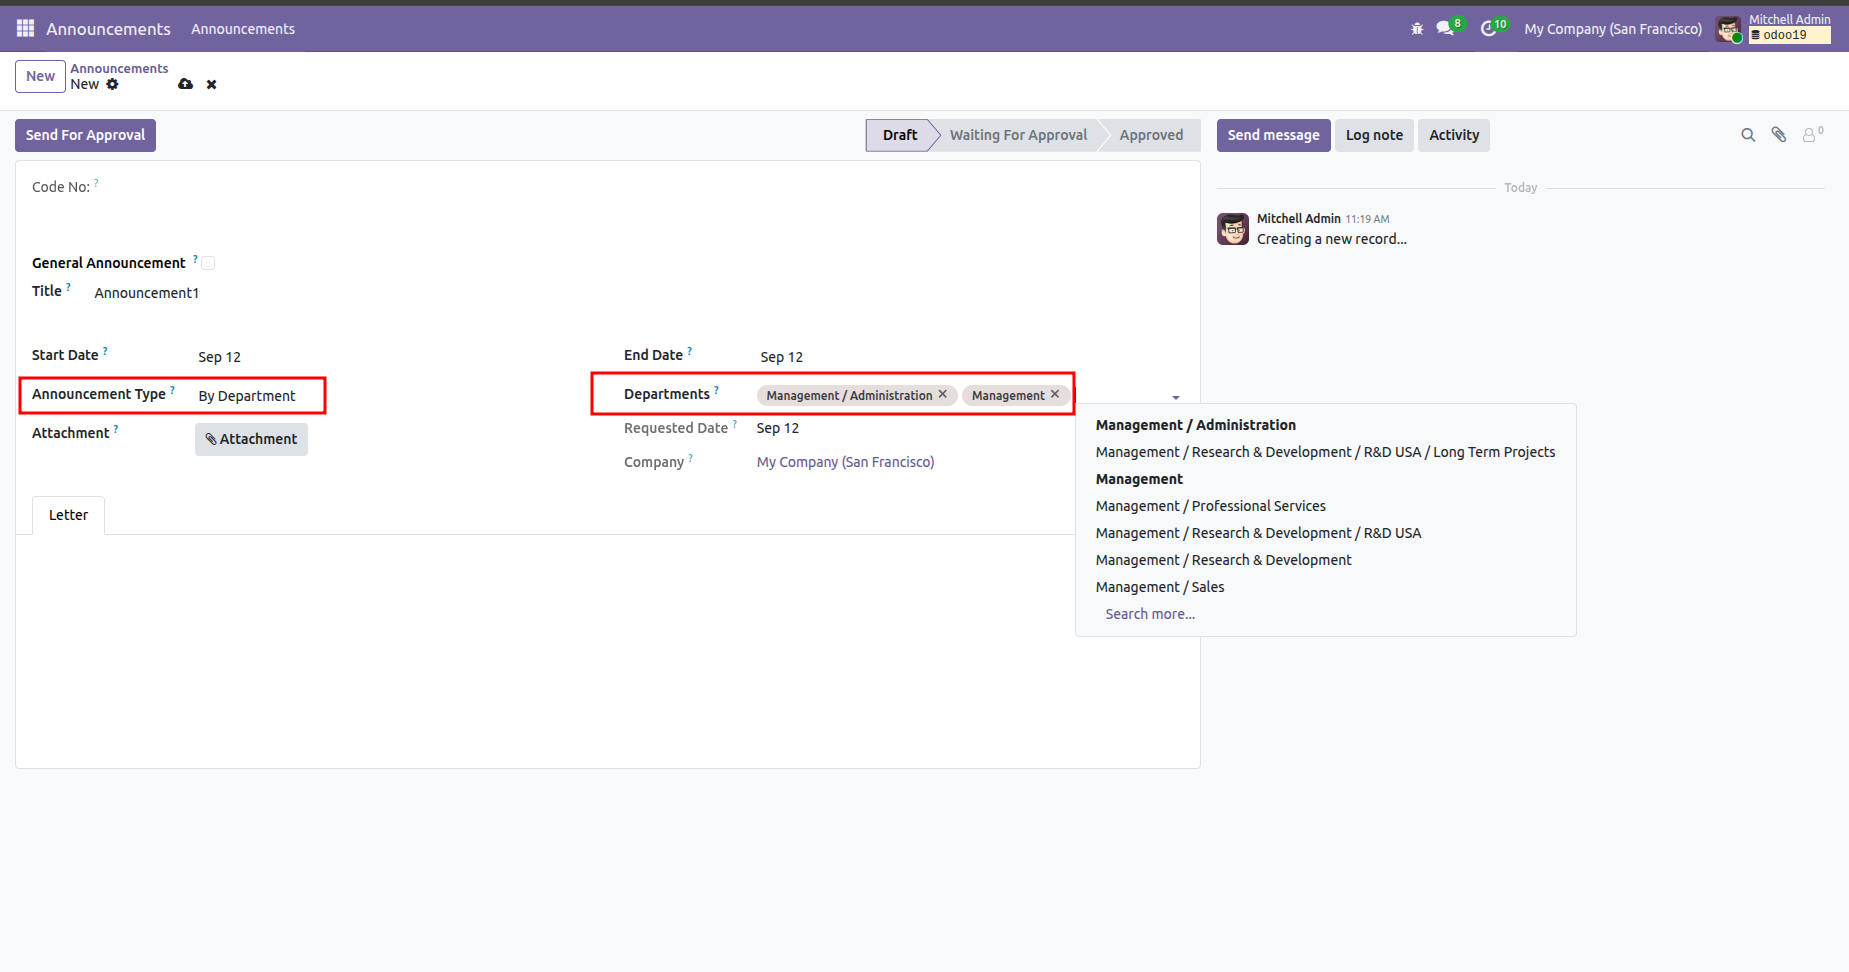 Announcements Announcements 8 10 My Company (San Francisco) Mitchell Admin
odoo19
New Announcements
New
Send For Approval Draft Waiting For Approval Approved Send message Log note Activity 0
Code No: ?
Today
Mitchell Admin 11:19 AM
Creating a new record...
General Announcement ?
Title ? Announcement1
Start Date ? Sep 12 End Date ? Sep 12
Announcement Type ? By Department Departments ? Management / Administration Management
Attachment ? Attachment Requested Date ? Sep 12
Company ? My Company (San Francisco)
Management / Administration
Management / Research & Development / R&D USA / Long Term Projects
Management
Management / Professional Services
Management / Research & Development / R&D USA
Management / Research & Development
Management / Sales
Search more...
Letter